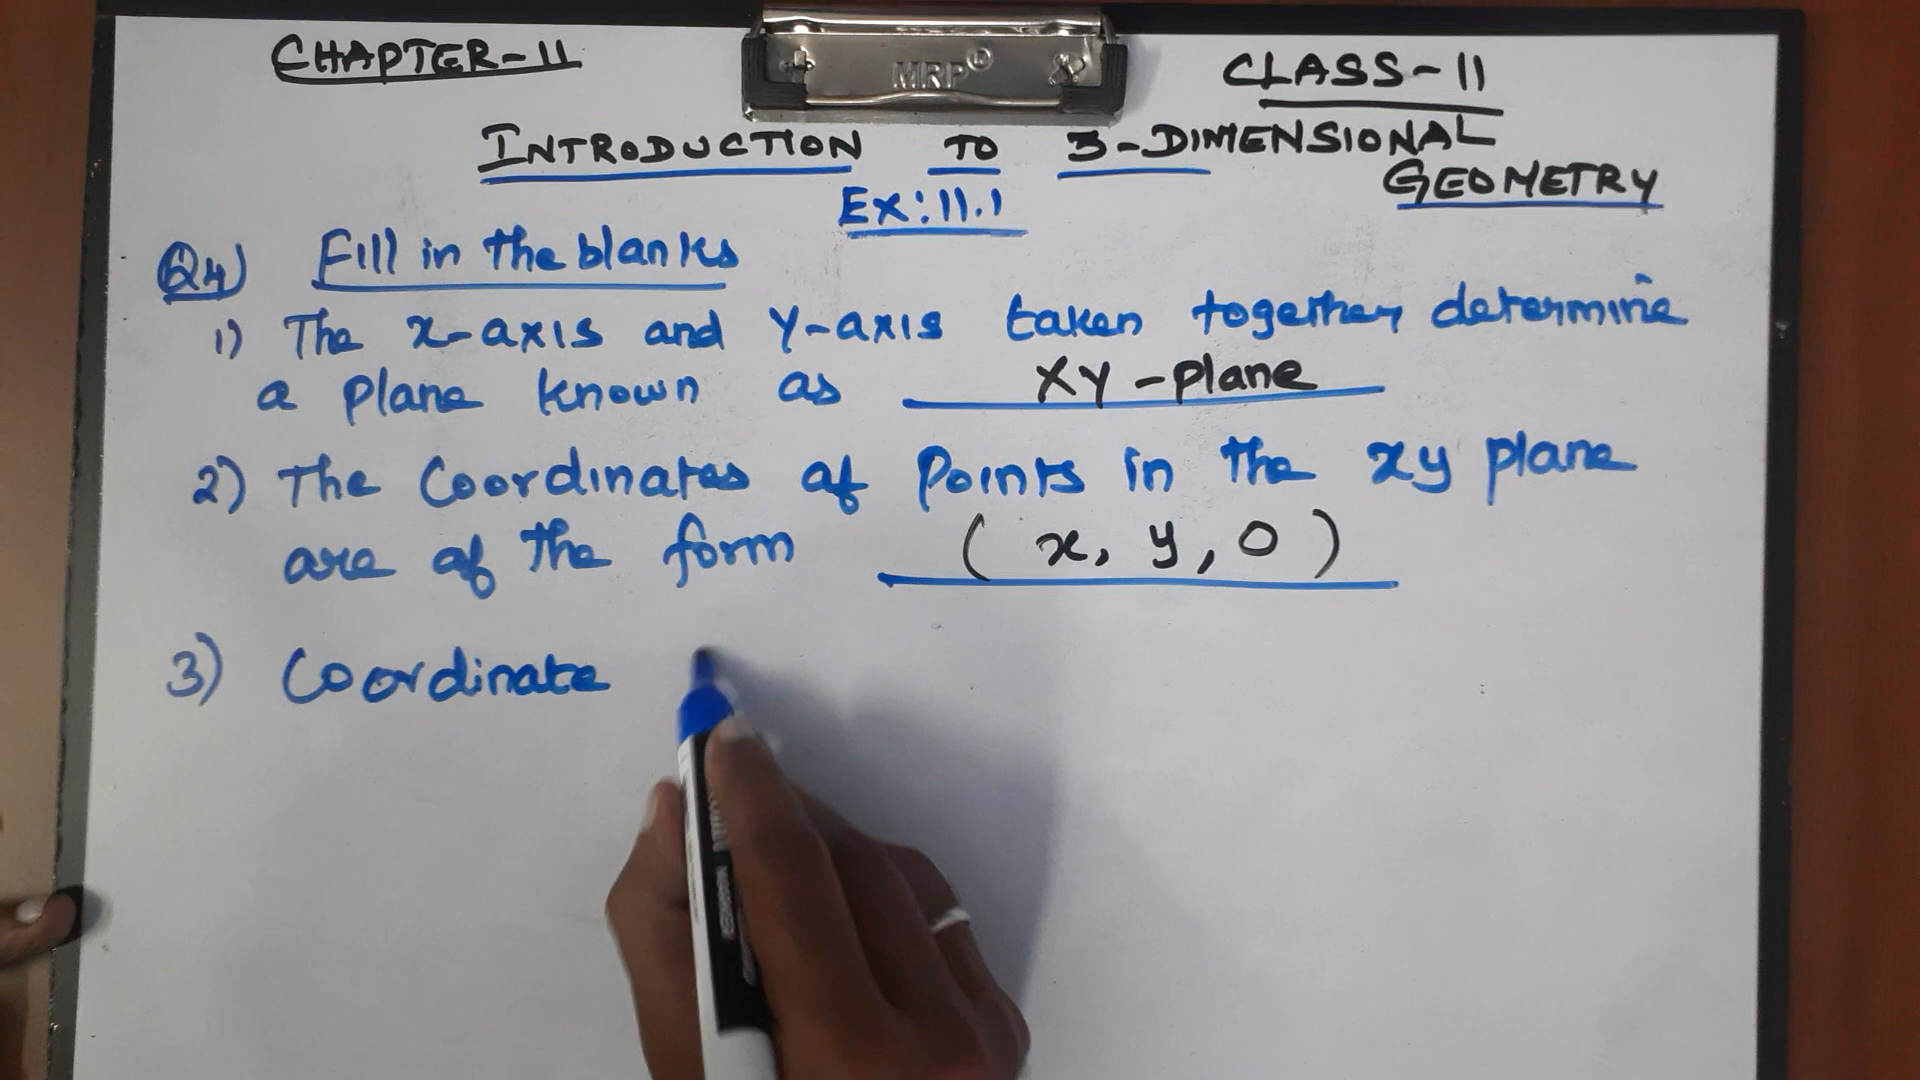 MRP
CHAPTER-11
CLASS-11
INTRODUCTION TO 3-DIMENSIONAL
GEOMETRY
Ex:11.1
Q4) Fill in the blanks
1) The x-axis and y-axis taken together determine
a plane known as XY-plane
2) The Coordinates of Points in the xy plane
are of the form (x, y, 0)
3) Coordinate